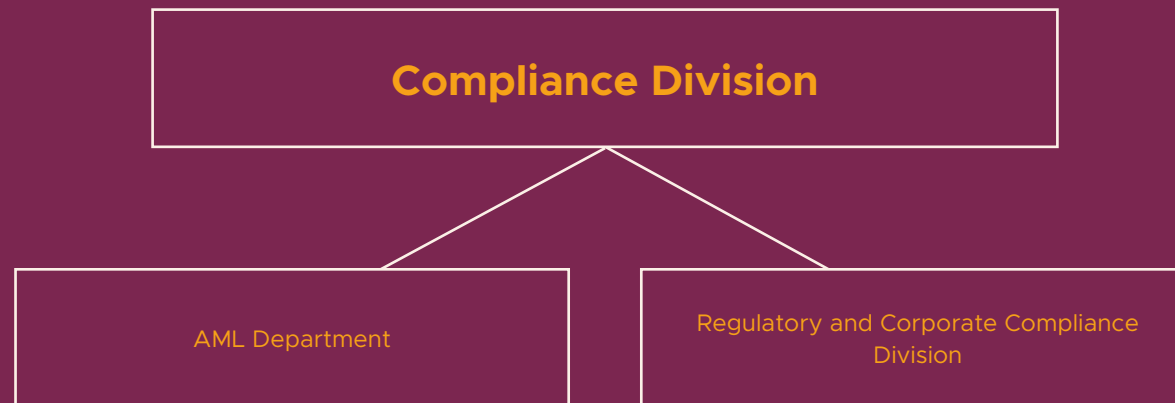 Compliance Division
AML Department
Regulatory and Corporate Compliance
Division